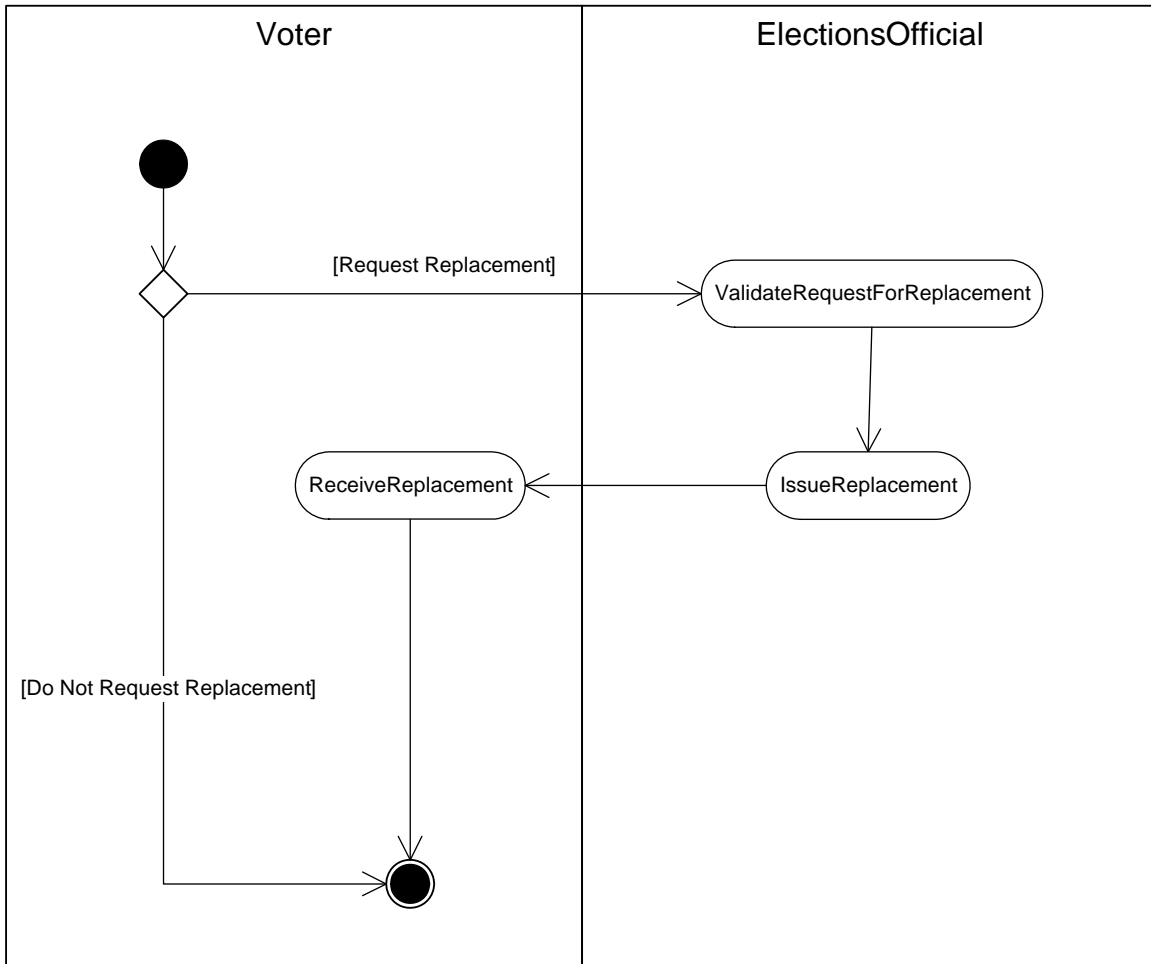 Voter
ElectionsOfficial
[Request Replacement]
ValidateRequestForReplacement
ReceiveReplacement
IssueReplacement
[Do Not Request Replacement]